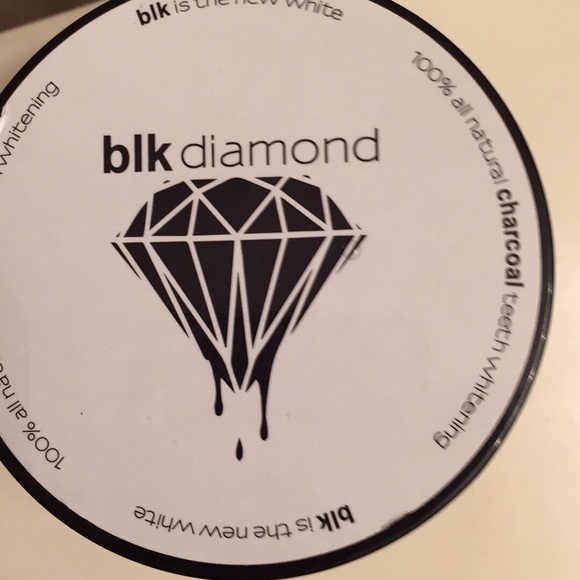 blk is the new white
100% all natural charcoal teeth whitening
blk diamond
blk is the new white
100% all
whitening